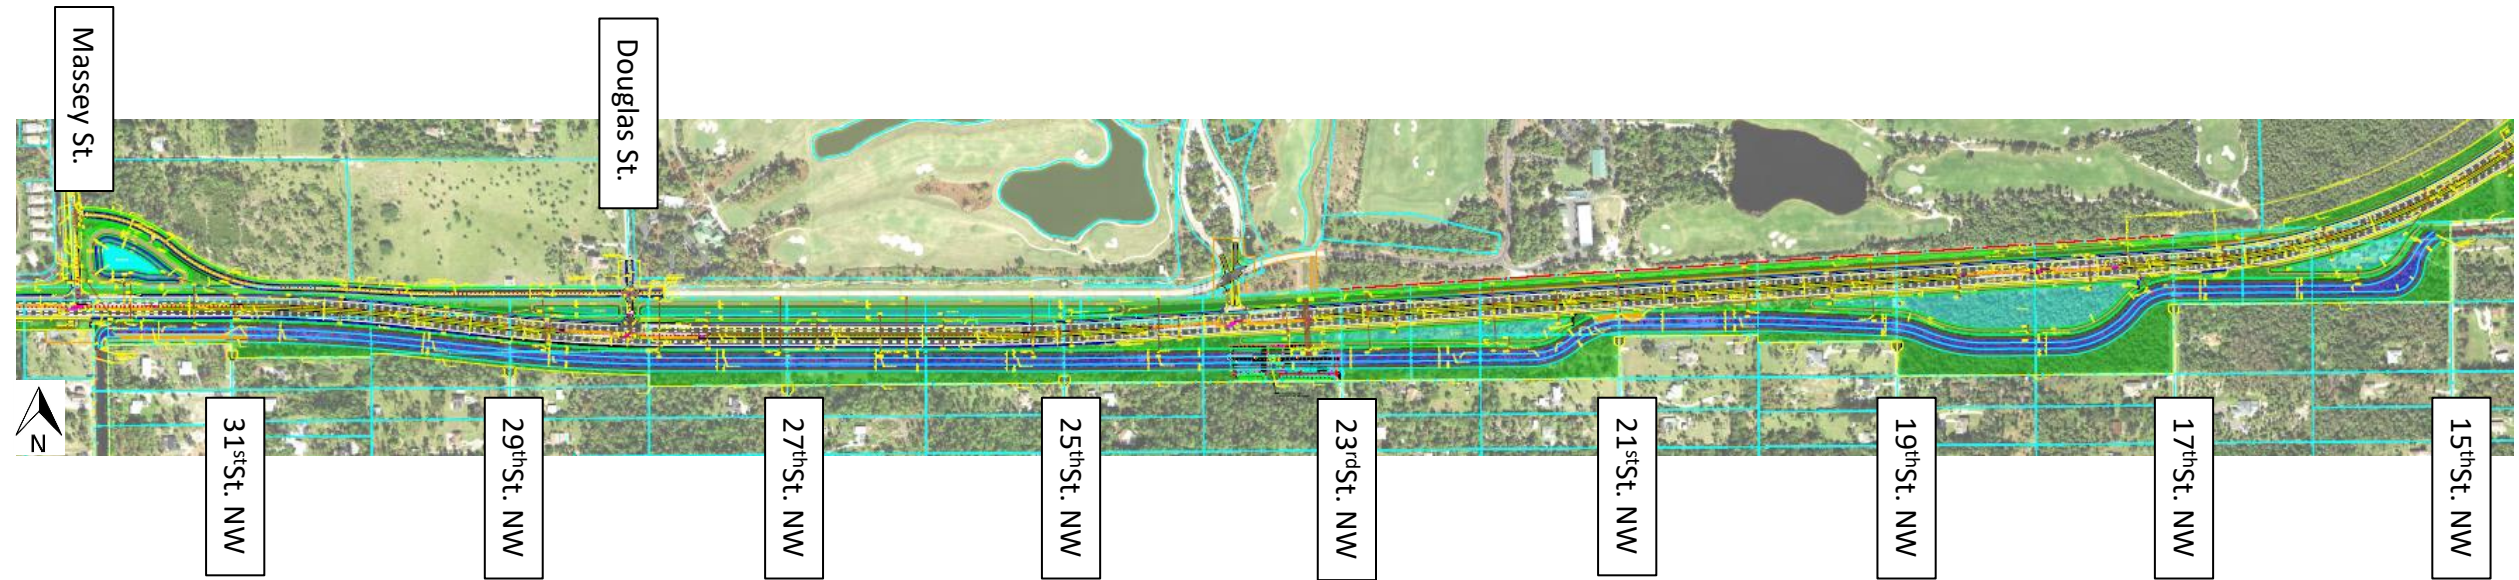 Massey St.
Douglas St.
31stSt. NW
29thSt. NW
27thSt. NW
25thSt. NW
23rdSt. NW
21stSt. NW
19thSt. NW
17thSt. NW
15thSt. NW
N